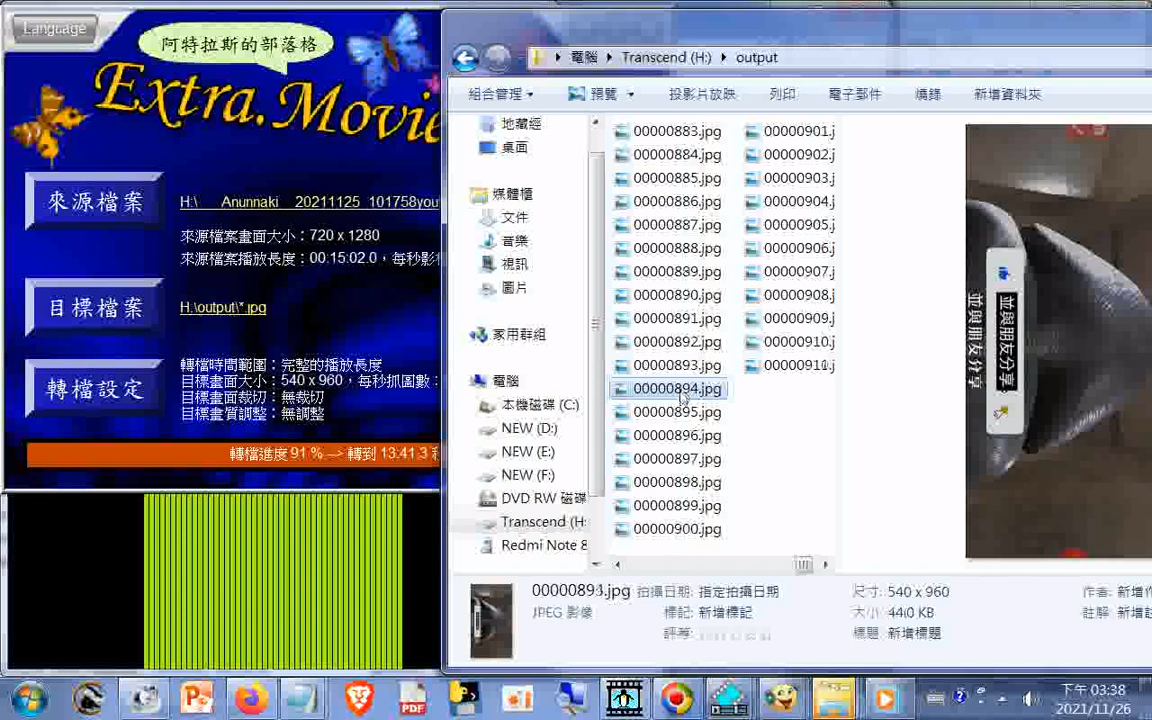 Language
阿特拉斯的部落格
Extra.Movie
來源檔案
H:\ Anunnaki 20211125 101758you
來源檔案畫面大小：720 x 1280
來源檔案播放長度：00:15:02.0，每秒影
目標檔案
H:\output\*.jpg
轉檔設定
轉檔時間範圍：完整的播放長度
目標畫面大小：540 x 960，每秒抓圖數：
目標畫面裁切：無裁切
目標畫質調整：無調整
轉檔進度 91 % --> 轉到 13:41.3 秒
電腦 Transcend (H:) output
組合管理 預覽 投影片放映 列印 電子郵件 燒錄 新增資料夾
地藏經
桌面
媒體櫃
文件
音樂
視訊
圖片
家用群組
電腦
本機磁碟 (C:)
NEW (D:)
NEW (E:)
NEW (F:)
DVD RW 磁碟
Transcend (H:
Redmi Note 8
00000883.jpg
00000884.jpg
00000885.jpg
00000886.jpg
00000887.jpg
00000888.jpg
00000889.jpg
00000890.jpg
00000891.jpg
00000892.jpg
00000893.jpg
00000894.jpg
00000895.jpg
00000896.jpg
00000897.jpg
00000898.jpg
00000899.jpg
00000900.jpg
00000901.j
00000902.j
00000903.j
00000904.j
00000905.j
00000906.j
00000907.j
00000908.j
00000909.j
00000910.j
00000911.j
並與朋友分享
並與朋友分享
00000894.jpg 拍攝日期: 指定拍攝日期 尺寸: 540 x 960 作者: 新增作
JPEG 影像 標記: 新增標記 大小: 44.0 KB 註解: 新增註
評等: 標題: 新增標題
PDF
下午 03:38
2021/11/26